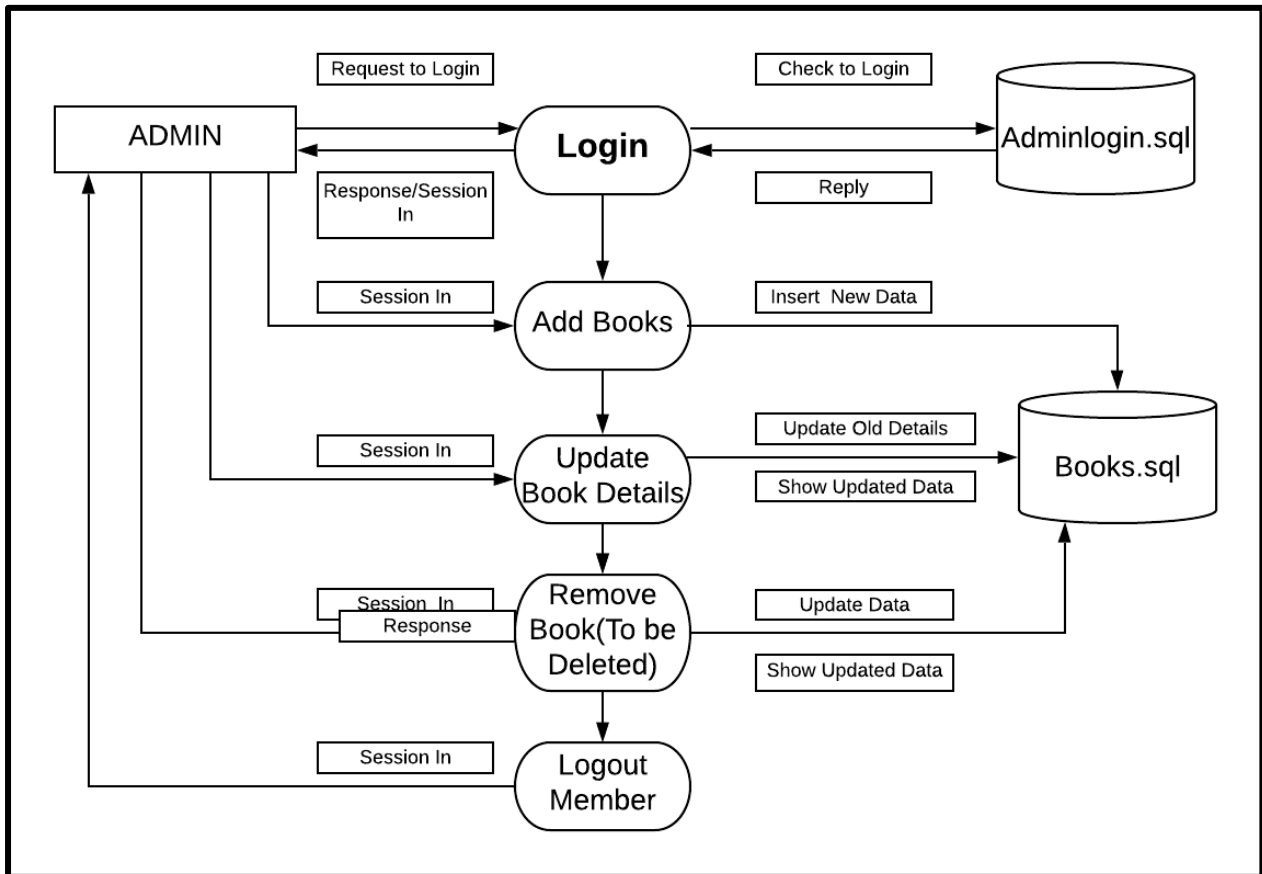 Request to Login
Check to Login
ADMIN
Login
Adminlogin.sql
Response/Session
In
Reply
Session In
Insert  New Data
Add Books
Update Old Details
Session In
Update
Book Details
Books.sql
Show Updated Data
Session  In
Response
Remove
Book(To be
Deleted)
Update Data
Show Updated Data
Session In
Logout
Member